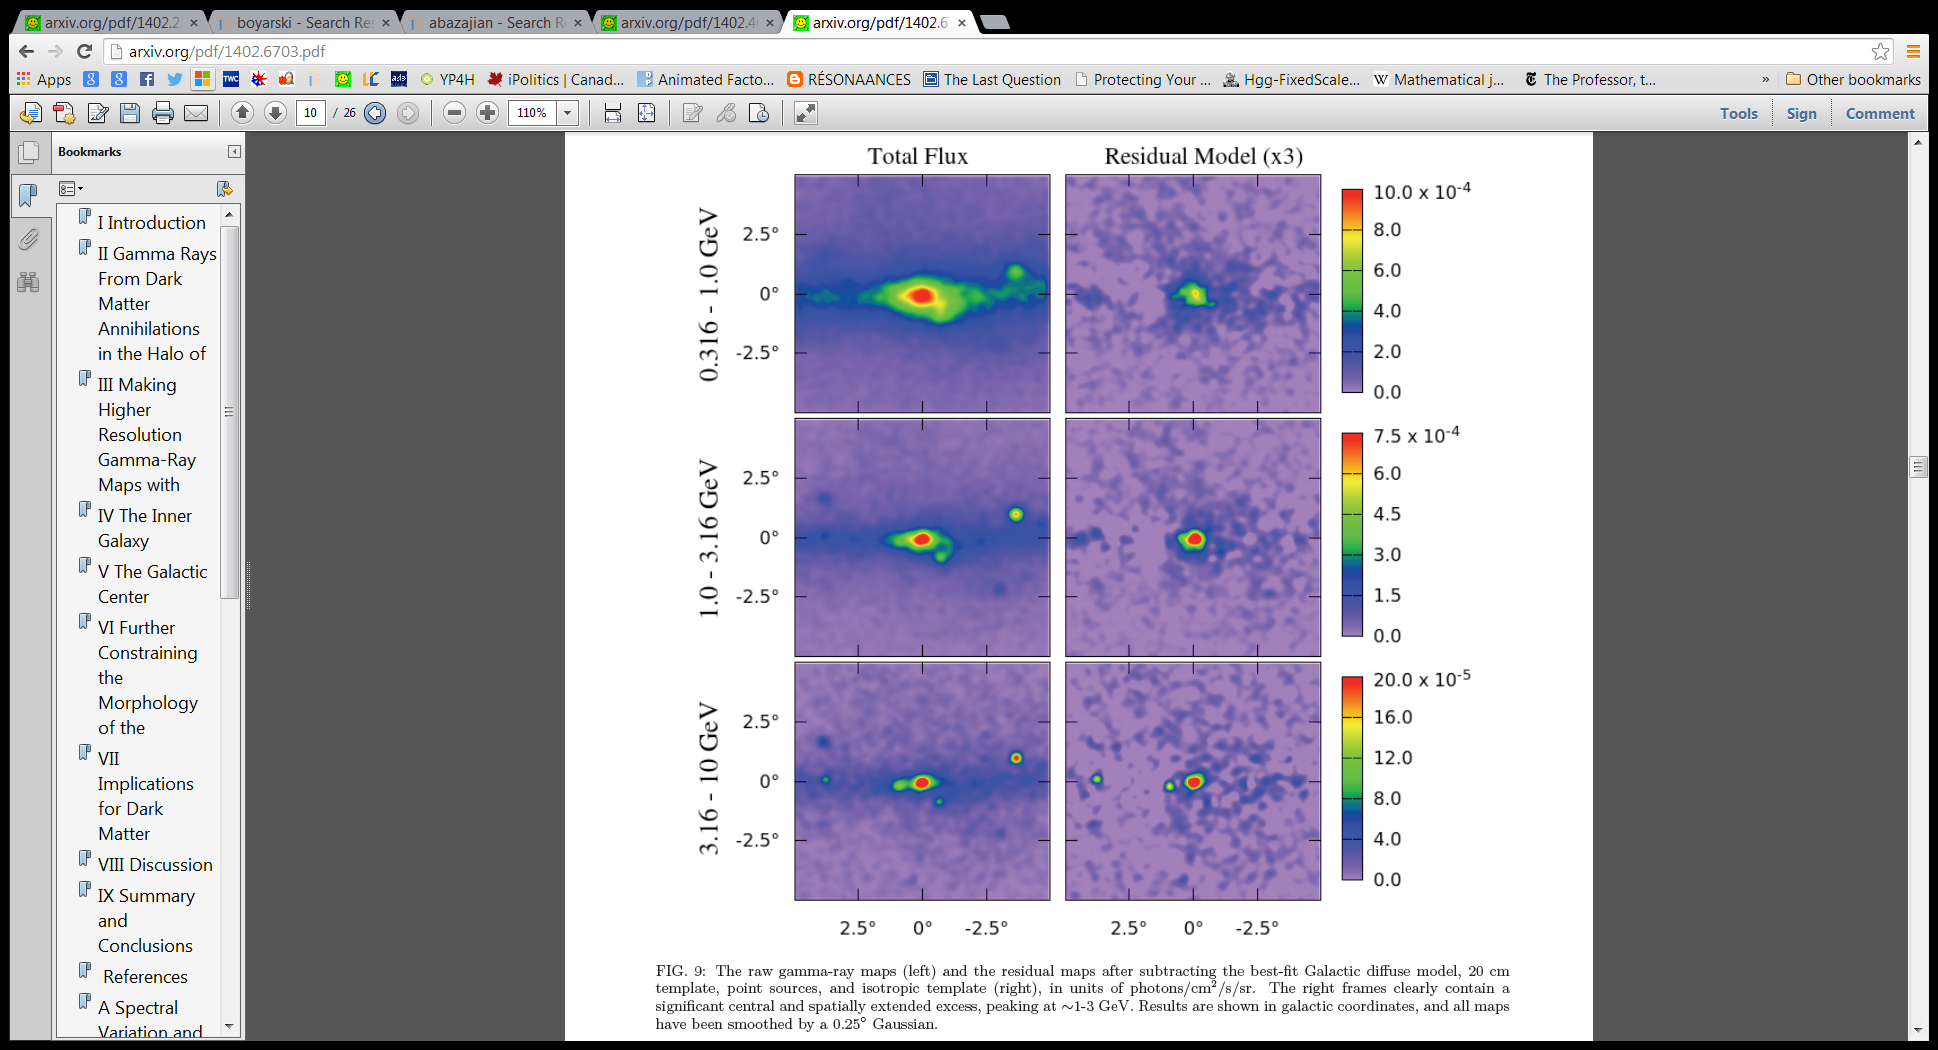 arxiv.org/pdf/1402.2
boyarski - Search Re
abazajian - Search R
arxiv.org/pdf/1402.4
arxiv.org/pdf/1402.6
arxiv.org/pdf/1402.6703.pdf
Apps
YP4H
iPolitics | Canad...
Animated Facto...
RÉSONAANCES
The Last Question
Protecting Your ...
Hgg-FixedScale...
Mathematical j...
The Professor, t...
»
Other bookmarks
10 / 26
110%
Tools
Sign
Comment
Bookmarks
I Introduction
II Gamma Rays
From Dark
Matter
Annihilations
in the Halo of
III Making
Higher
Resolution
Gamma-Ray
Maps with
IV The Inner
Galaxy
V The Galactic
Center
VI Further
Constraining
the
Morphology
of the
VII
Implications
for Dark
Matter
VIII Discussion
IX Summary
and
Conclusions
References
A Spectral
Variation and
Total Flux
Residual Model (x3)
0.316 - 1.0 GeV
2.5°
0°
-2.5°
10.0 x 10⁻⁴
8.0
6.0
4.0
2.0
0.0
1.0 - 3.16 GeV
2.5°
0°
-2.5°
7.5 x 10⁻⁴
6.0
4.5
3.0
1.5
0.0
3.16 - 10 GeV
2.5°
0°
-2.5°
20.0 x 10⁻⁵
16.0
12.0
8.0
4.0
0.0
2.5° 0° -2.5°
2.5° 0° -2.5°
FIG. 9: The raw gamma-ray maps (left) and the residual maps after subtracting the best-fit Galactic diffuse model, 20 cm
template, point sources, and isotropic template (right), in units of photons/cm²/s/sr. The right frames clearly contain a
significant central and spatially extended excess, peaking at ~1-3 GeV. Results are shown in galactic coordinates, and all maps
have been smoothed by a 0.25° Gaussian.